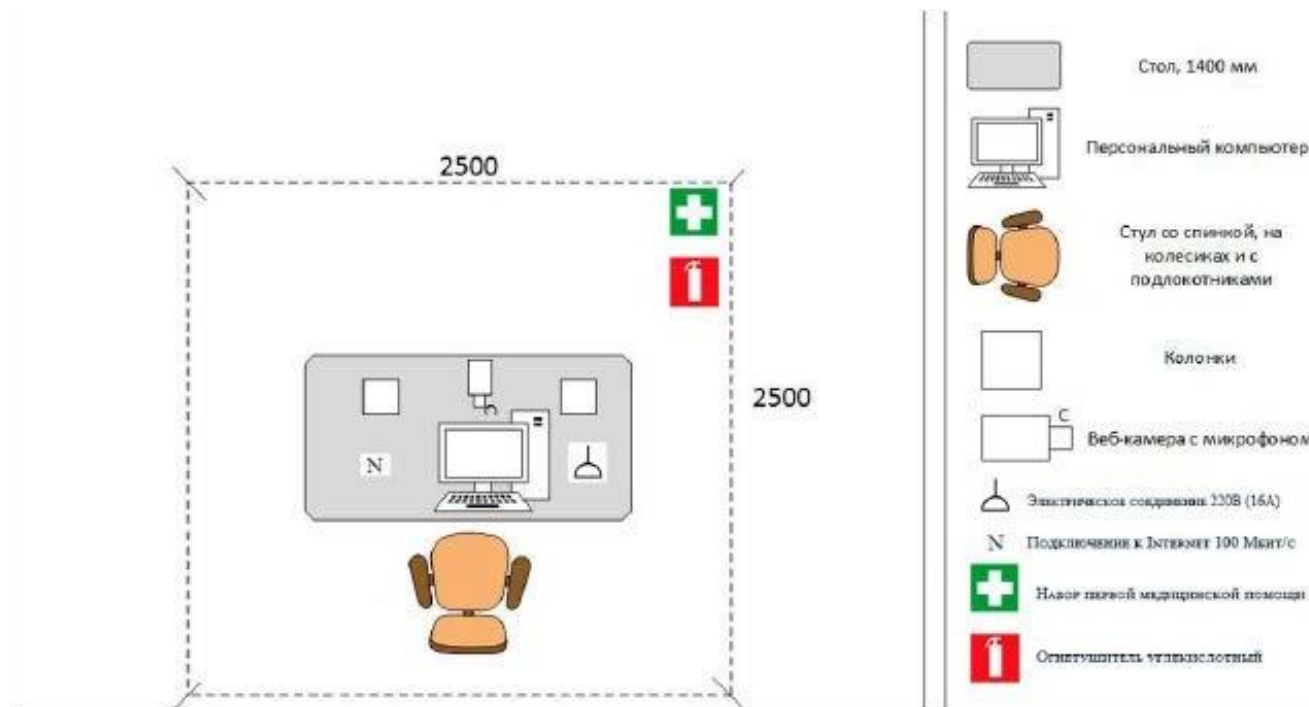 2500
2500
N
Стол, 1400 мм
Персональный компьютер
Стул со спинкой, на
колесиках и с
подлокотниками
Колонки
С
Веб-камера с микрофоном
Электрическое соединение 220В (16А)
N Подключение к Internet 100 Мбит/с
Набор первой медицинской помощи
Огнетушитель углекислотный